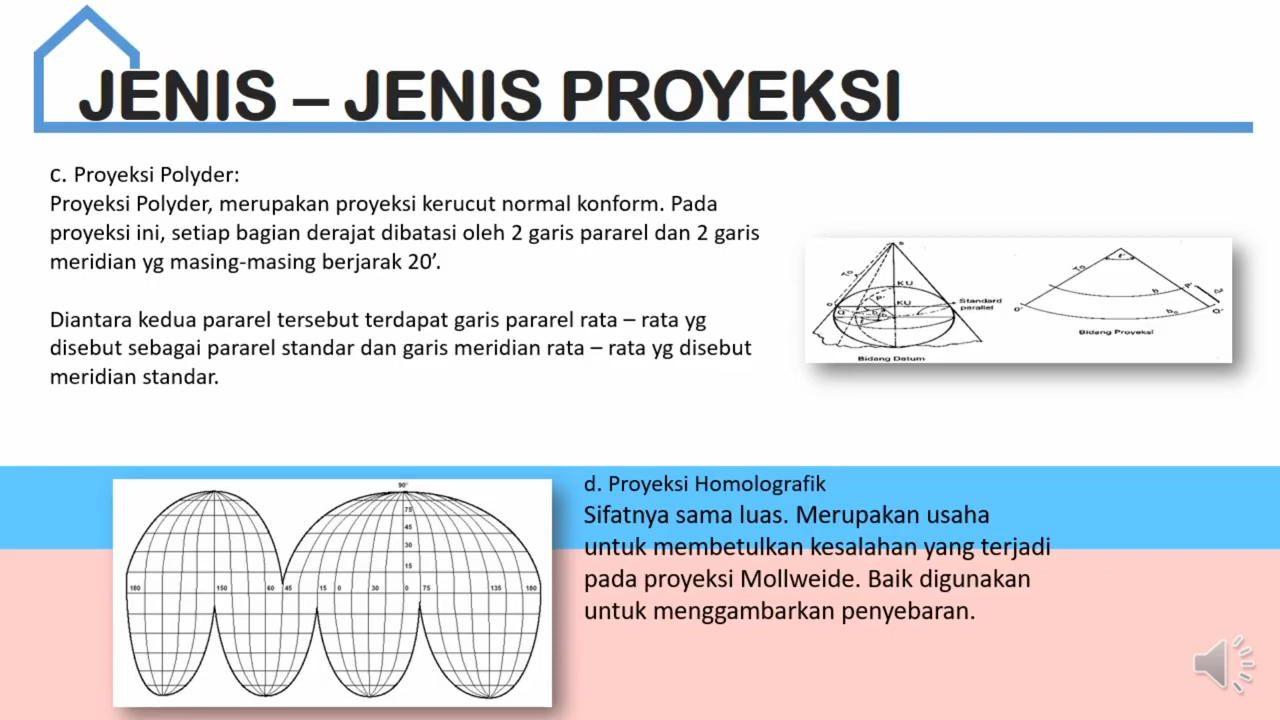 JENIS – JENIS PROYEKSI
c. Proyeksi Polyder:
Proyeksi Polyder, merupakan proyeksi kerucut normal konform. Pada
proyeksi ini, setiap bagian derajat dibatasi oleh 2 garis pararel dan 2 garis
meridian yg masing-masing berjarak 20’.
Diantara kedua pararel tersebut terdapat garis pararel rata – rata yg
disebut sebagai pararel standar dan garis meridian rata – rata yg disebut
meridian standar.
KU
KU
Standard
parallel
Bidang Datum
Bidang Proyeksi
d. Proyeksi Homolografik
Sifatnya sama luas. Merupakan usaha
untuk membetulkan kesalahan yang terjadi
pada proyeksi Mollweide. Baik digunakan
untuk menggambarkan penyebaran.
90°
75
45
30
15
180 150 60 45 15 0 30 0 75 135 180